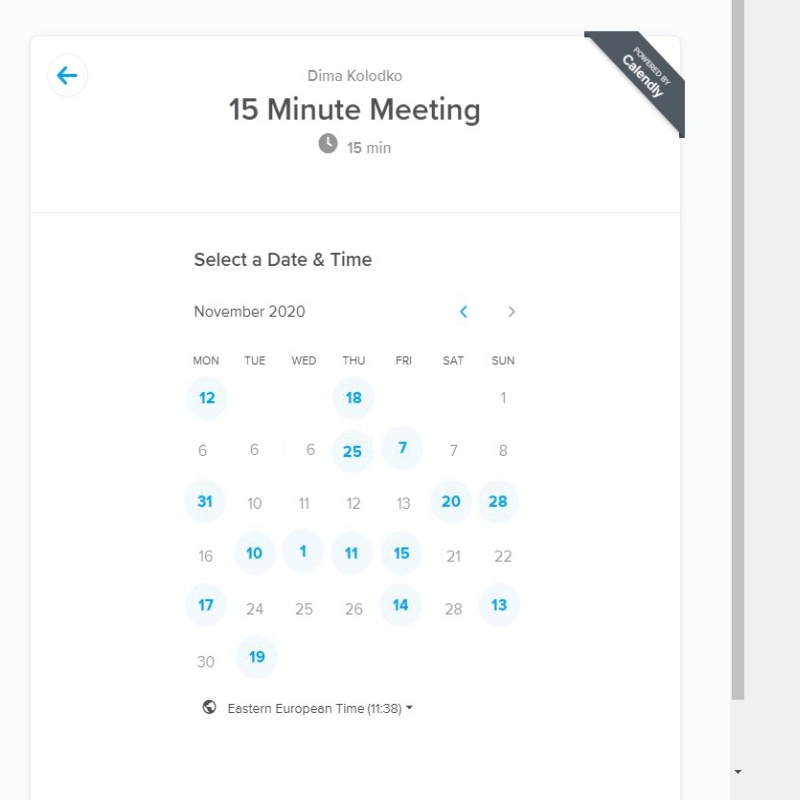 POWERED BY
Calendly
Dima Kolodko
15 Minute Meeting
15 min
Select a Date & Time
November 2020
MON TUE WED THU FRI SAT SUN
12 18 1
6 6 6 25 7 7 8
31 10 11 12 13 20 28
16 10 1 11 15 21 22
17 24 25 26 14 28 13
30 19
Eastern European Time (11:38)